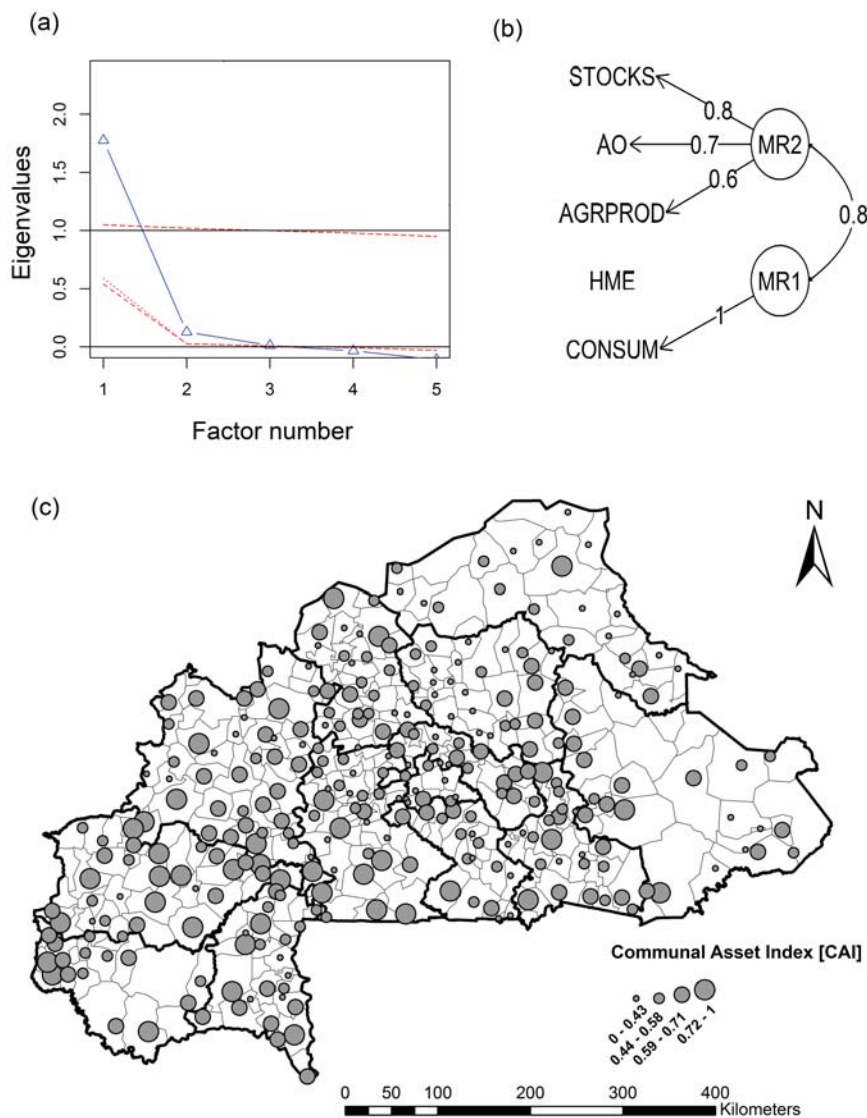 (a)
Eigenvalues
2.0
1.5
1.0
0.5
0.0
1 2 3 4 5
Factor number
(b)
STOCKS
0.8
AO
0.7
MR2
0.6
AGRPROD
0.8
HME
MR1
1
CONSUM
(c)
N
Communal Asset Index [CAI]
0 - 0.43
0.44 - 0.58
0.59 - 0.71
0.72 - 1
0 50 100 200 300 400
Kilometers